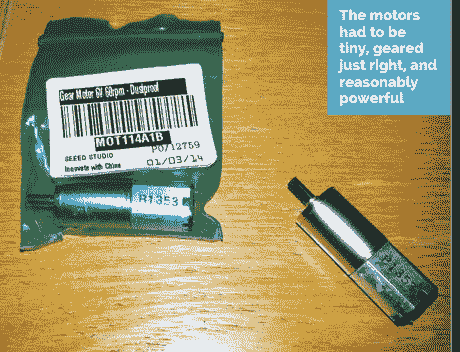 The motors
had to be
tiny, geared
just right, and
reasonably
powerful
Gear Motor 6V 60rpm - Dustproof
MOT114A1B
SEEED STUDIO
PO/12759
Innovate with China
01/03/14
R1353